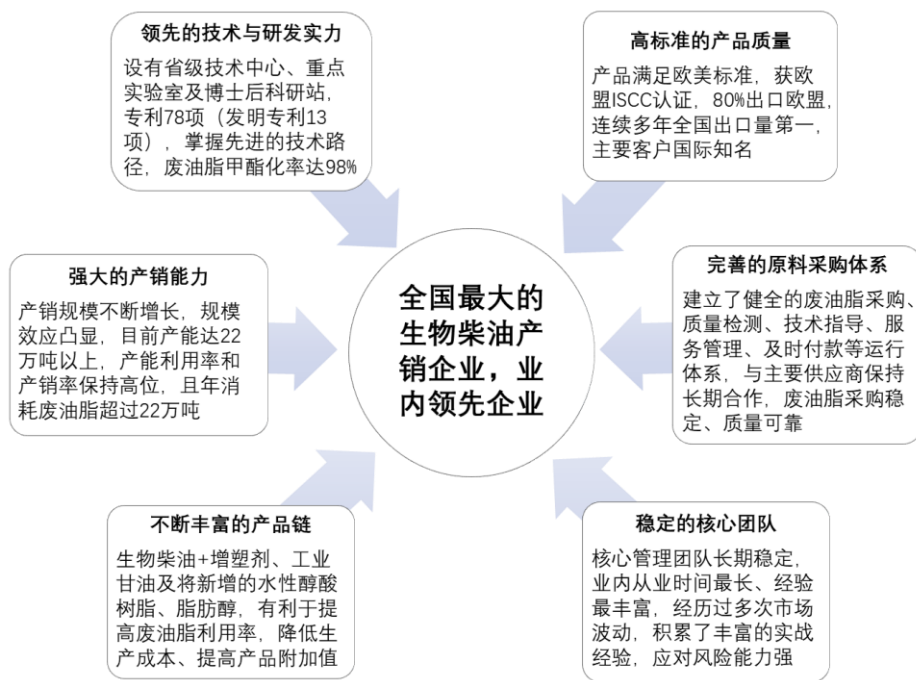 领先的技术与研发实力
设有省级技术中心、重点
实验室及博士后科研站，
专利78项（发明专利13
项），掌握先进的技术路
径，废油脂甲酯化率达98%
高标准的产品质量
产品满足欧美标准，获欧
盟ISCC认证，80%出口欧盟，
连续多年全国出口量第一，
主要客户国际知名
强大的产销能力
产销规模不断增长，规模
效应凸显，目前产能达22
万吨以上，产能利用率和
产销率保持高位，且年消
耗废油脂超过22万吨
全国最大的
生物柴油产
销企业，业
内领先企业
完善的原料采购体系
建立了健全的废油脂采购、
质量检测、技术指导、服
务管理、及时付款等运行
体系，与主要供应商保持
长期合作，废油脂采购稳
定、质量可靠
不断丰富的产品链
生物柴油+增塑剂、工业
甘油及将新增的水性醇酸
树脂、脂肪醇，有利于提
高废油脂利用率，降低生
产成本、提高产品附加值
稳定的核心团队
核心管理团队长期稳定，
业内从业时间最长、经验
最丰富，经历过多次市场
波动，积累了丰富的实战
经验，应对风险能力强